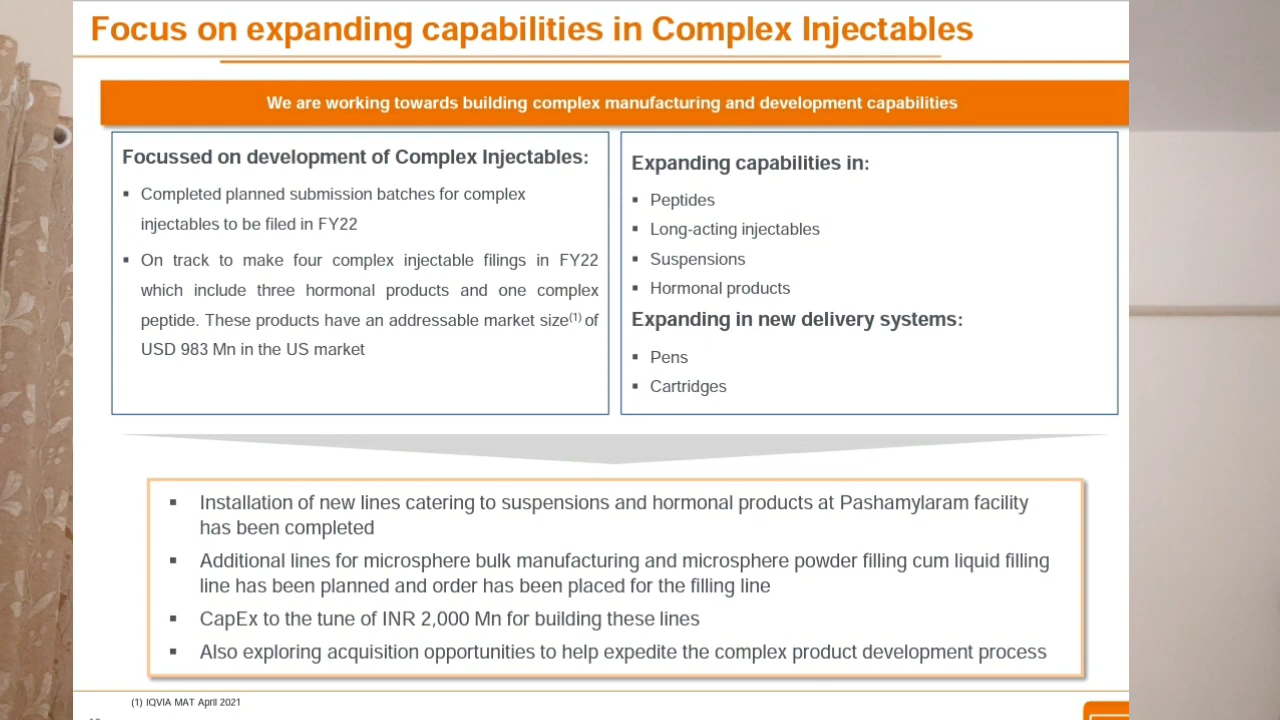 Focus on expanding capabilities in Complex Injectables
We are working towards building complex manufacturing and development capabilities
Focussed on development of Complex Injectables:
▪ Completed planned submission batches for complex
injectables to be filed in FY22
▪ On track to make four complex injectable filings in FY22
which include three hormonal products and one complex
peptide. These products have an addressable market size(1) of
USD 983 Mn in the US market
Expanding capabilities in:
▪ Peptides
▪ Long-acting injectables
▪ Suspensions
▪ Hormonal products
Expanding in new delivery systems:
▪ Pens
▪ Cartridges
▪ Installation of new lines catering to suspensions and hormonal products at Pashamylaram facility
has been completed
▪ Additional lines for microsphere bulk manufacturing and microsphere powder filling cum liquid filling
line has been planned and order has been placed for the filling line
▪ CapEx to the tune of INR 2,000 Mn for building these lines
▪ Also exploring acquisition opportunities to help expedite the complex product development process
(1) IQVIA MAT April 2021